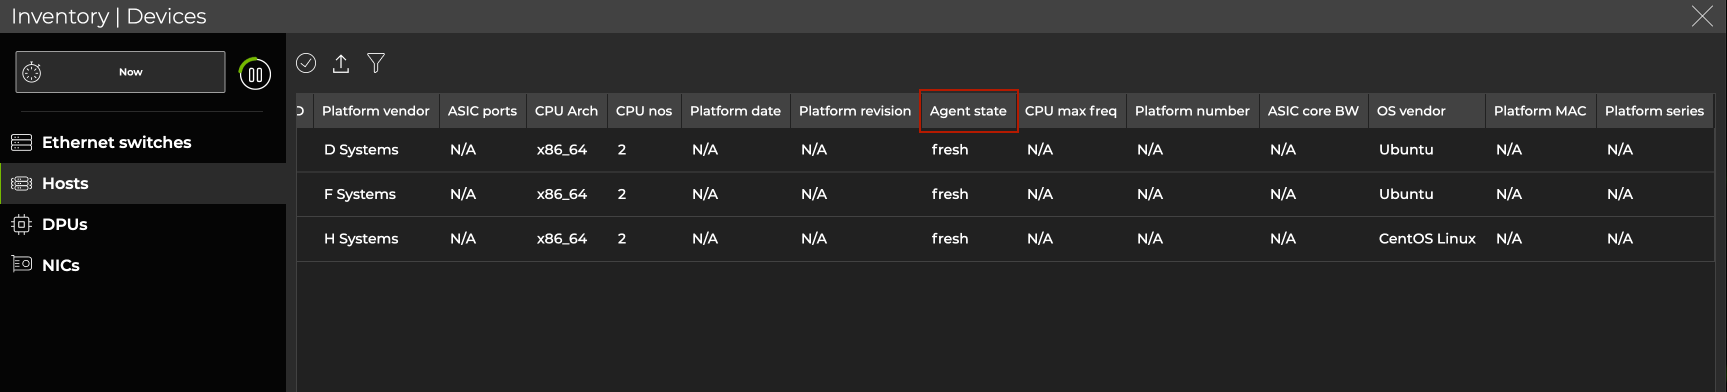 Inventory | Devices
Now
Ethernet switches
Hosts
DPUs
NICs
Platform vendor ASIC ports CPU Arch CPU nos Platform date Platform revision Agent state CPU max freq Platform number ASIC core BW OS vendor Platform MAC Platform series
D Systems N/A x86_64 2 N/A N/A fresh N/A N/A N/A Ubuntu N/A N/A
F Systems N/A x86_64 2 N/A N/A fresh N/A N/A N/A Ubuntu N/A N/A
H Systems N/A x86_64 2 N/A N/A fresh N/A N/A N/A CentOS Linux N/A N/A